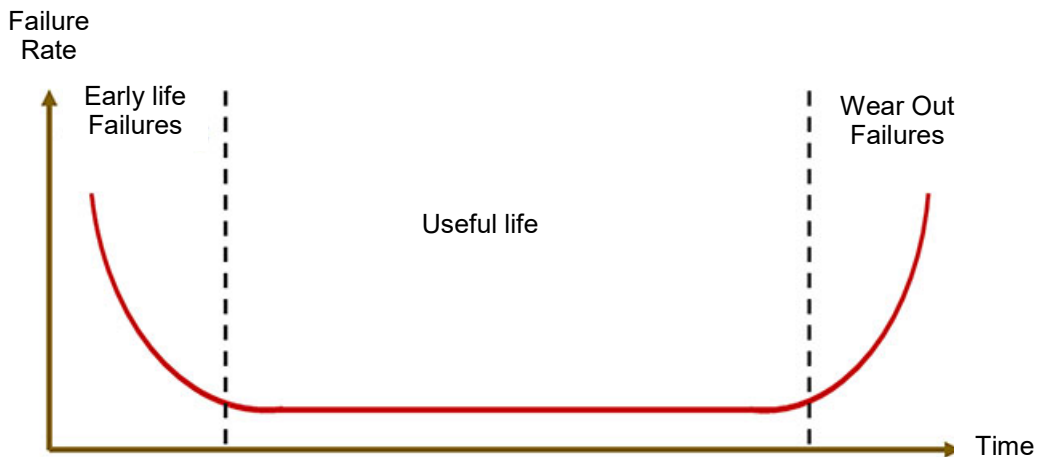 Failure
Rate
Early life
Failures
Wear Out
Failures
Useful life
Time